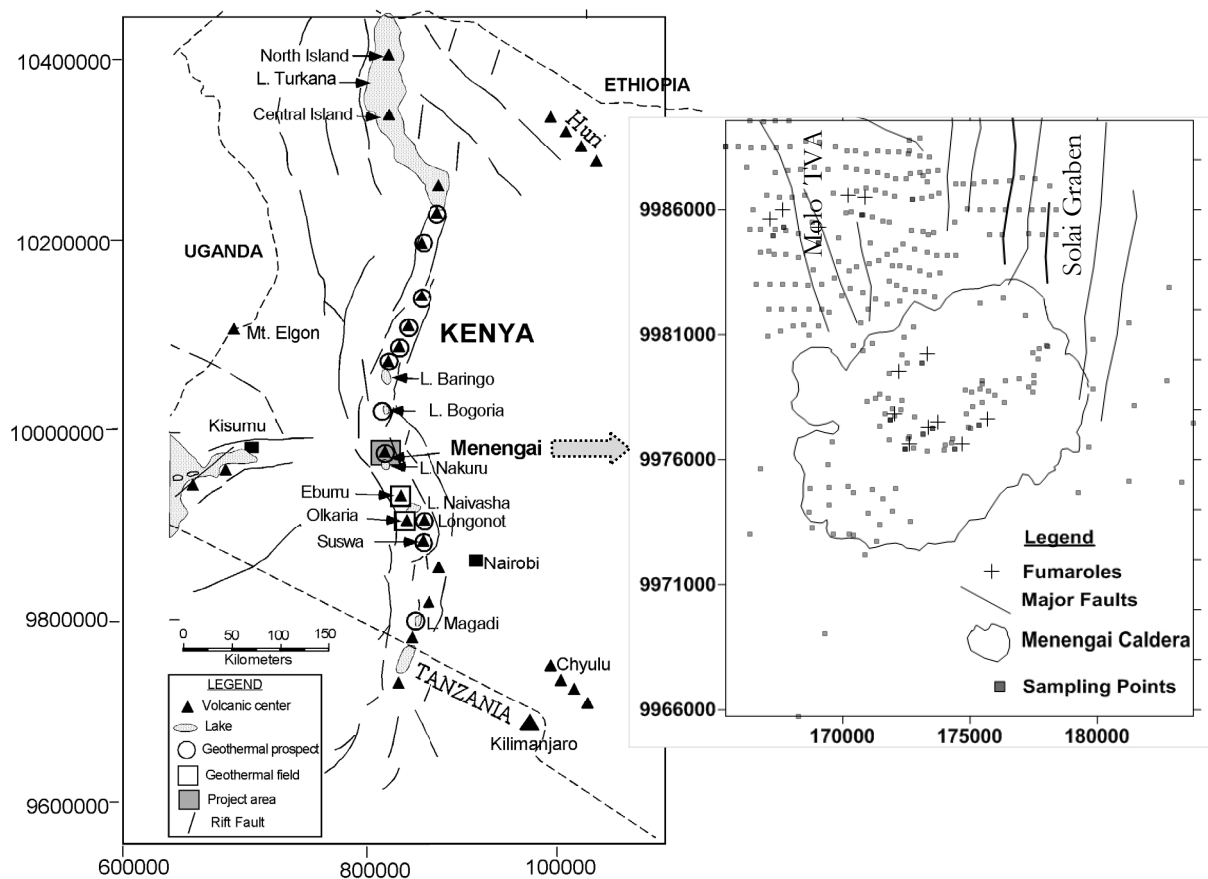 10400000
10200000
10000000
9800000
9600000
600000
800000
100000
North Island
L. Turkana
Central Island
ETHIOPIA
Huri
UGANDA
Mt. Elgon
KENYA
L. Baringo
L. Bogoria
Kisumu
Menengai
L. Nakuru
Eburru
L. Naivasha
Olkaria
Longonot
Suswa
Nairobi
L. Magadi
0 50 100 150
Kilometers
Chyulu
TANZANIA
Kilimanjaro
LEGEND
Volcanic center
Lake
Geothermal prospect
Geothermal field
Project area
Rift Fault
Molo TVA
Solai Graben
9986000
9981000
9976000
9971000
9966000
170000
175000
180000
Legend
Fumaroles
Major Faults
Menengai Caldera
Sampling Points